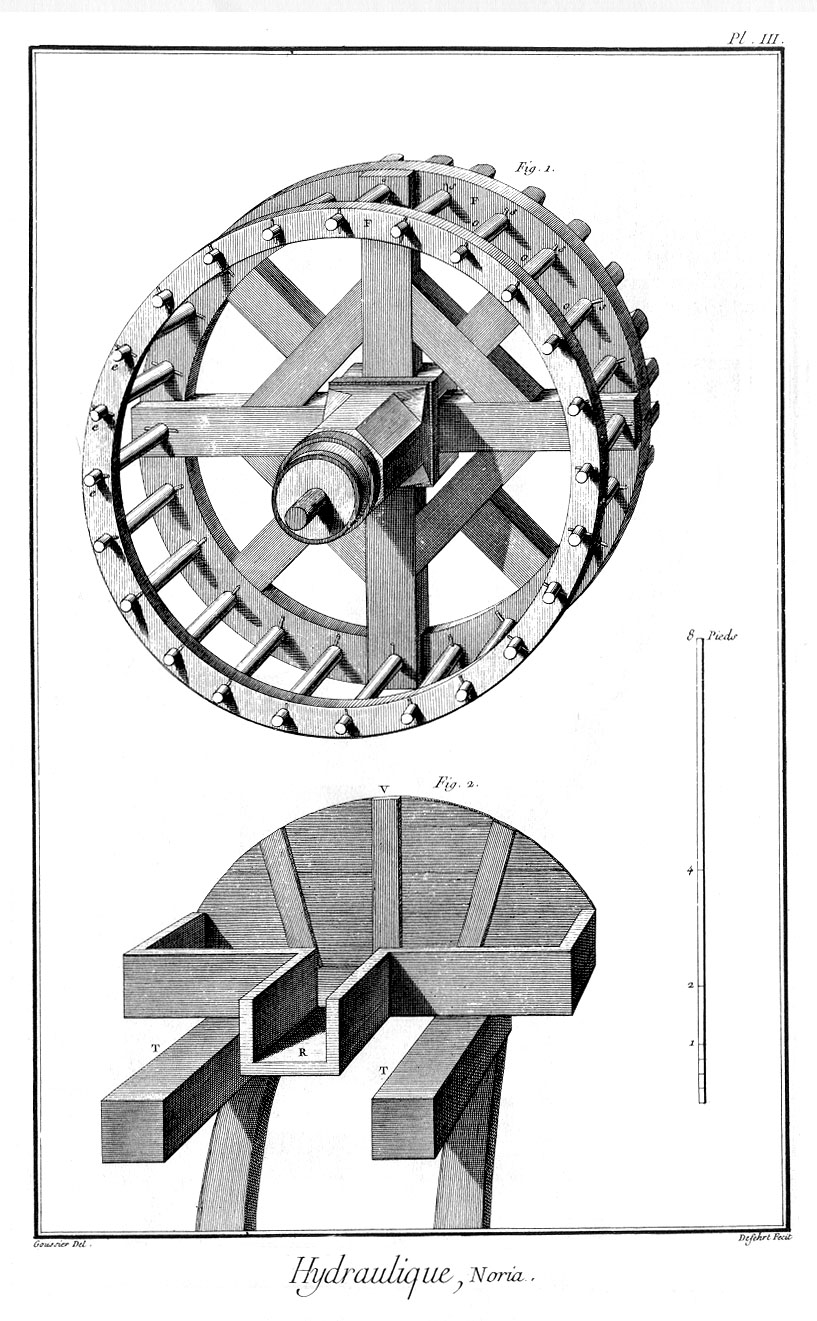 Pl. III.
Fig. 1.
F
F
o
o
o
o
e
e
e
8 Pieds
4
2
1
Fig. 2.
V
T
R
T
Goussier Del.
Defehrt Fecit
Hydraulique, Noria.